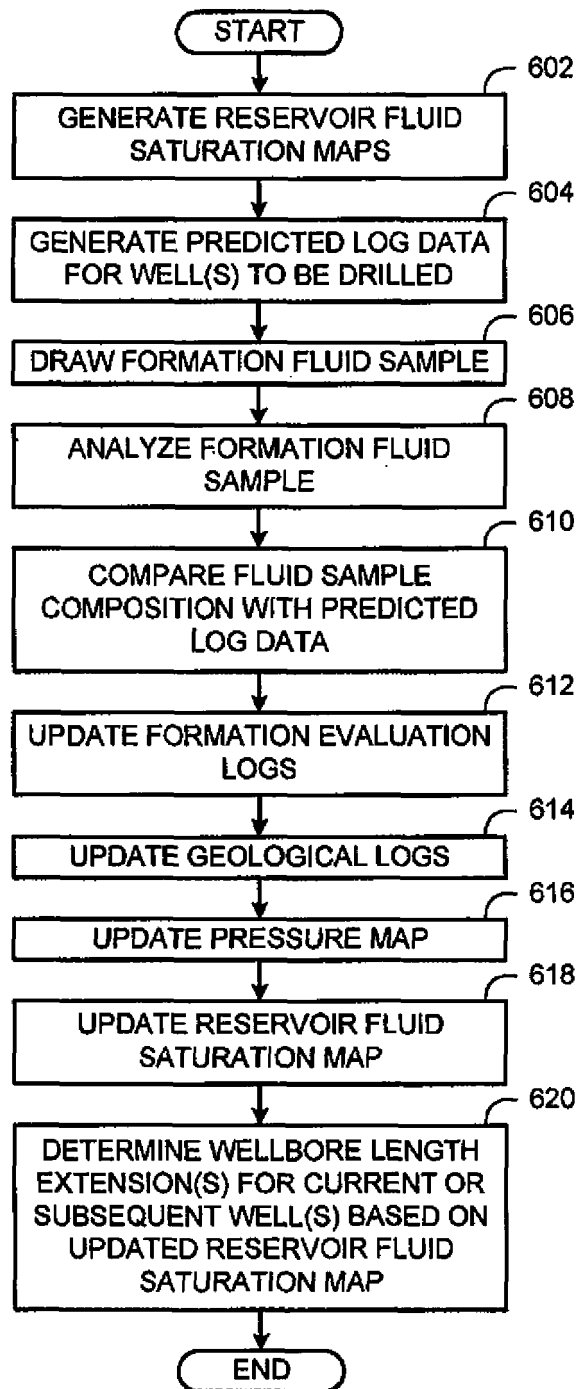 START
602
GENERATE RESERVOIR FLUID
SATURATION MAPS
604
GENERATE PREDICTED LOG DATA
FOR WELL(S) TO BE DRILLED
606
DRAW FORMATION FLUID SAMPLE
608
ANALYZE FORMATION FLUID
SAMPLE
610
COMPARE FLUID SAMPLE
COMPOSITION WITH PREDICTED
LOG DATA
612
UPDATE FORMATION EVALUATION
LOGS
614
UPDATE GEOLOGICAL LOGS
616
UPDATE PRESSURE MAP
618
UPDATE RESERVOIR FLUID
SATURATION MAP
620
DETERMINE WELLBORE LENGTH
EXTENSION(S) FOR CURRENT OR
SUBSEQUENT WELL(S) BASED ON
UPDATED RESERVOIR FLUID
SATURATION MAP
END